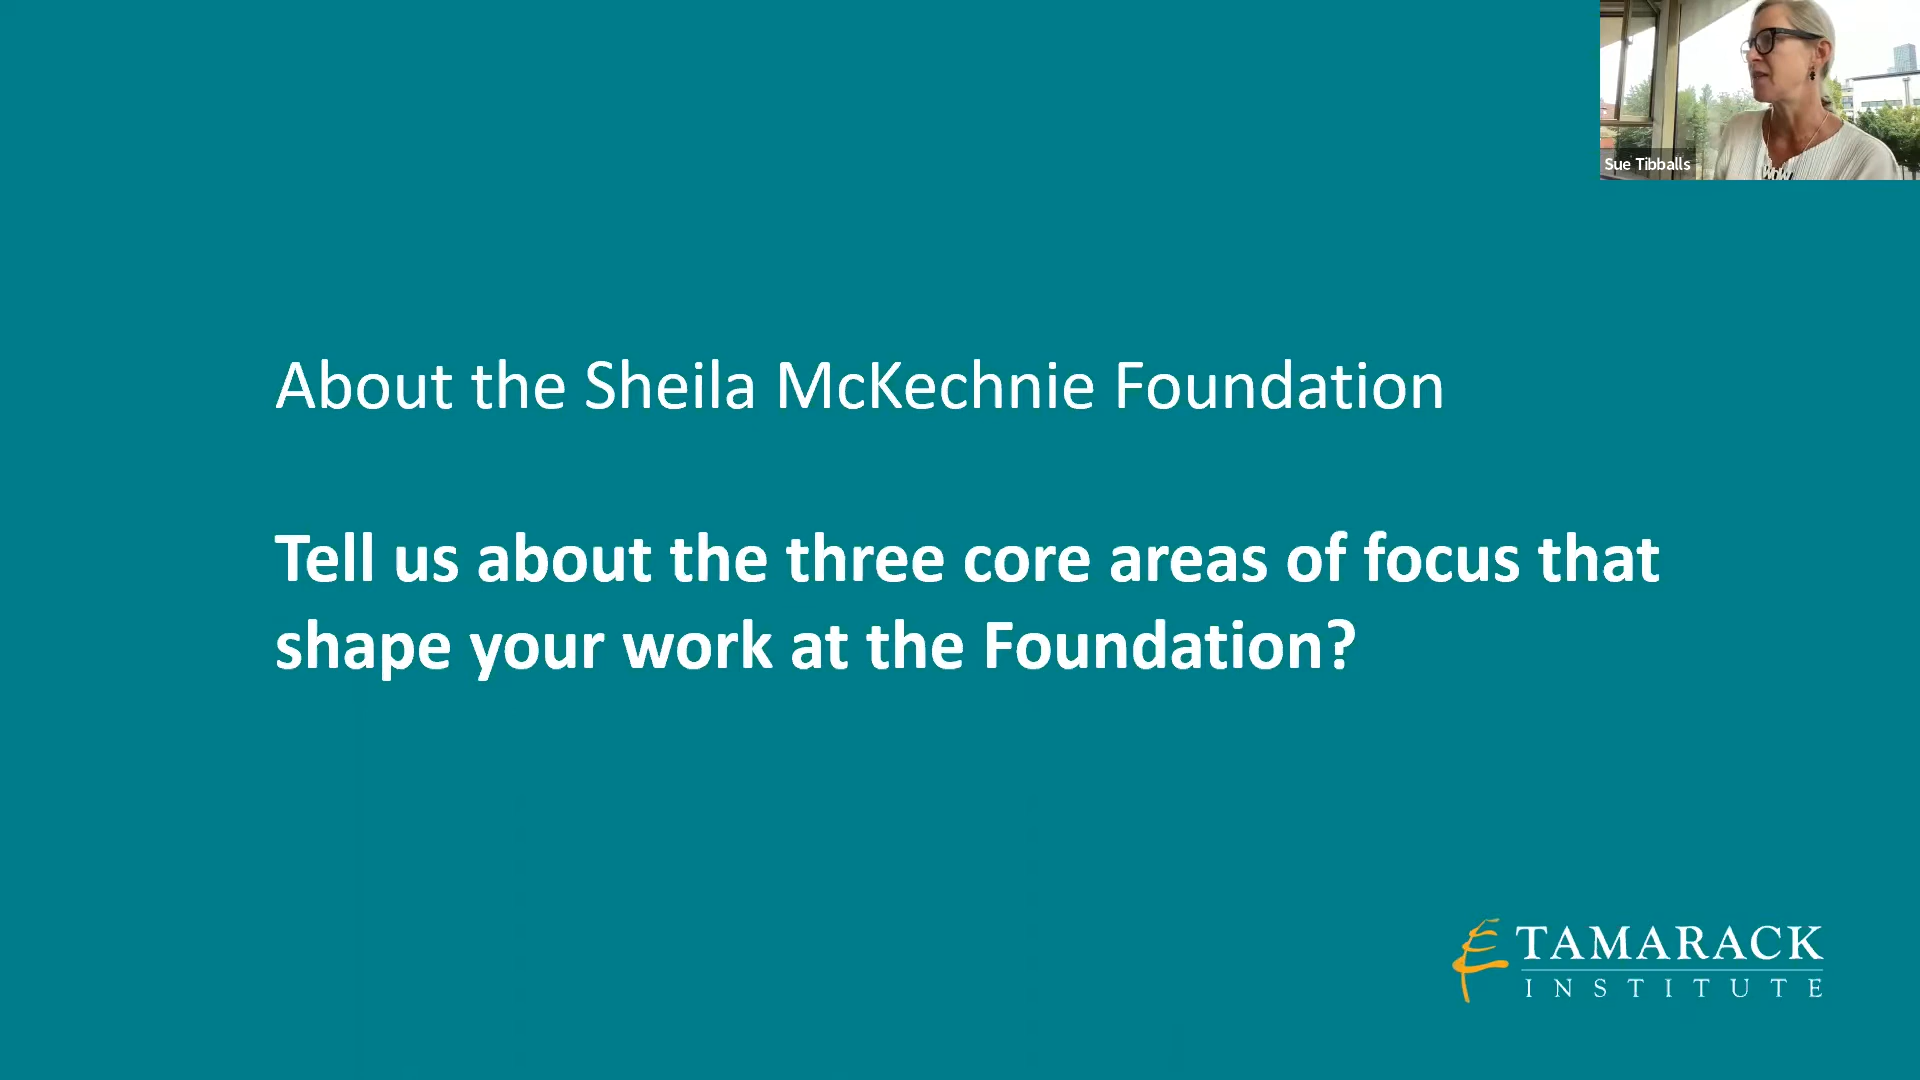 Sue Tibballs
About the Sheila McKechnie Foundation
Tell us about the three core areas of focus that
shape your work at the Foundation?
TAMARACK
INSTITUTE